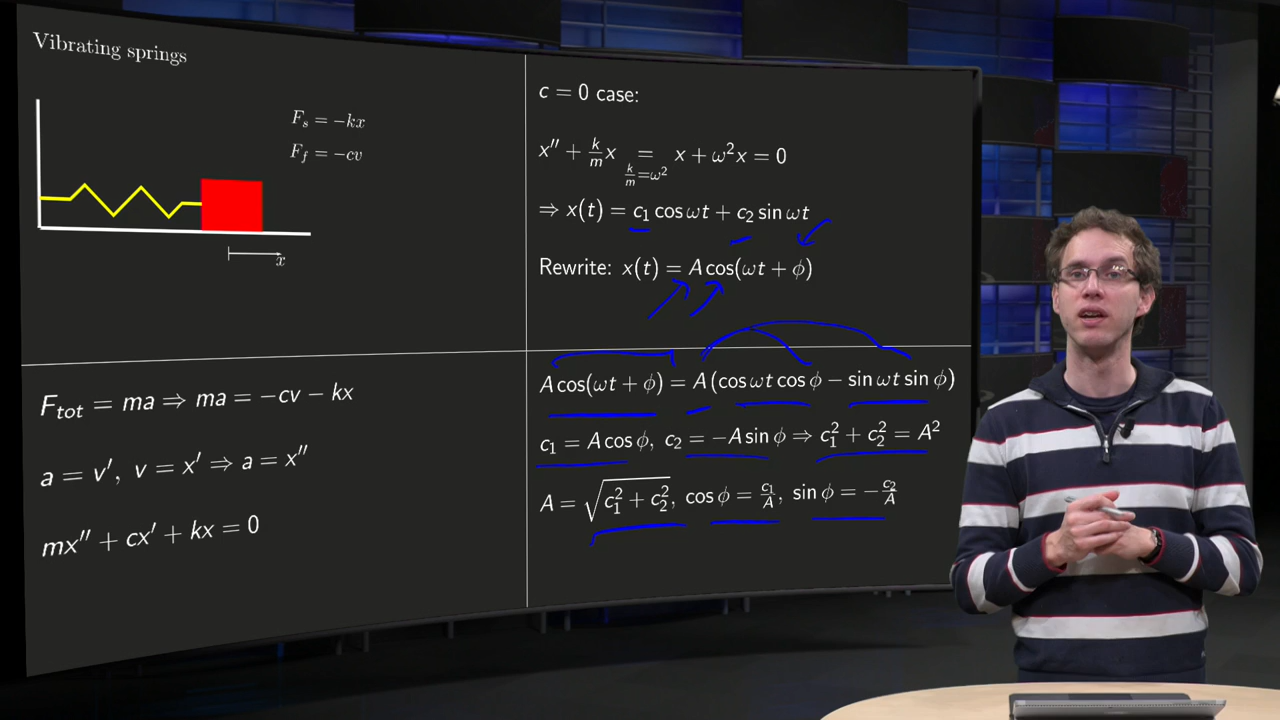 Vibrating springs
F_s = −kx
F_f = −cv
x
F_tot = ma ⇒ ma = −cv − kx
a = v′, v = x′ ⇒ a = x″
mx″ + cx′ + kx = 0
c = 0 case:
x″ + k/m x = x + ω²x = 0
k/m = ω²
⇒ x(t) = c₁ cos ωt + c₂ sin ωt
Rewrite: x(t) = A cos(ωt + ϕ)
A cos(ωt + ϕ) = A (cos ωt cos ϕ − sin ωt sin ϕ)
c₁ = A cos ϕ, c₂ = −A sin ϕ ⇒ c₁² + c₂² = A²
A = √(c₁² + c₂²), cos ϕ = c₁/A, sin ϕ = −c₂/A